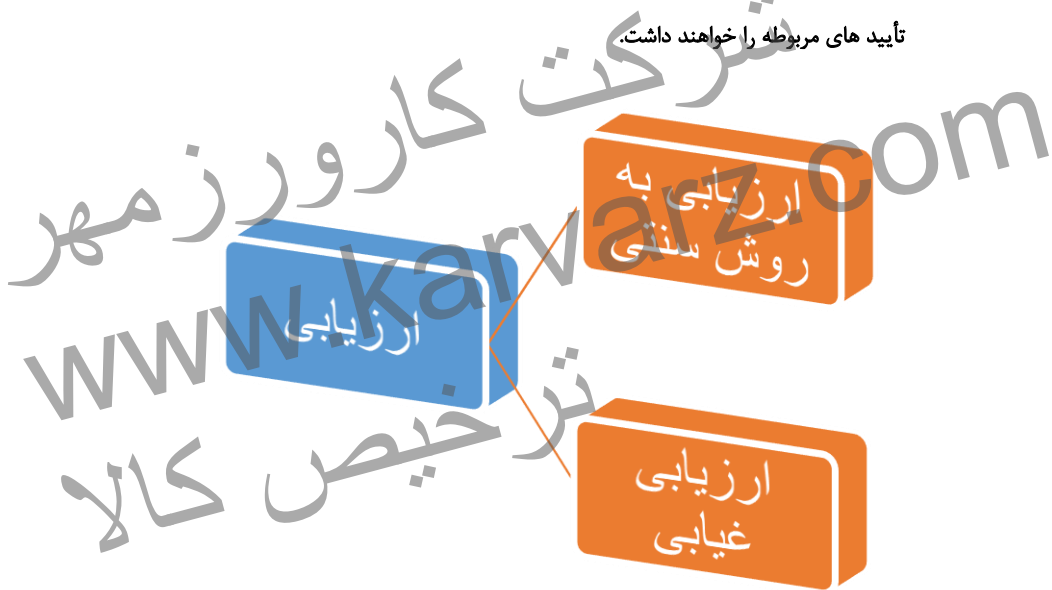 تأیید های مربوطه را خواهند داشت.
شرکت کارورزمهر
www.karvarz.com
ترخیص کالا
ارزیابی
ارزیابی به
روش سنتی
ارزیابی
غیابی